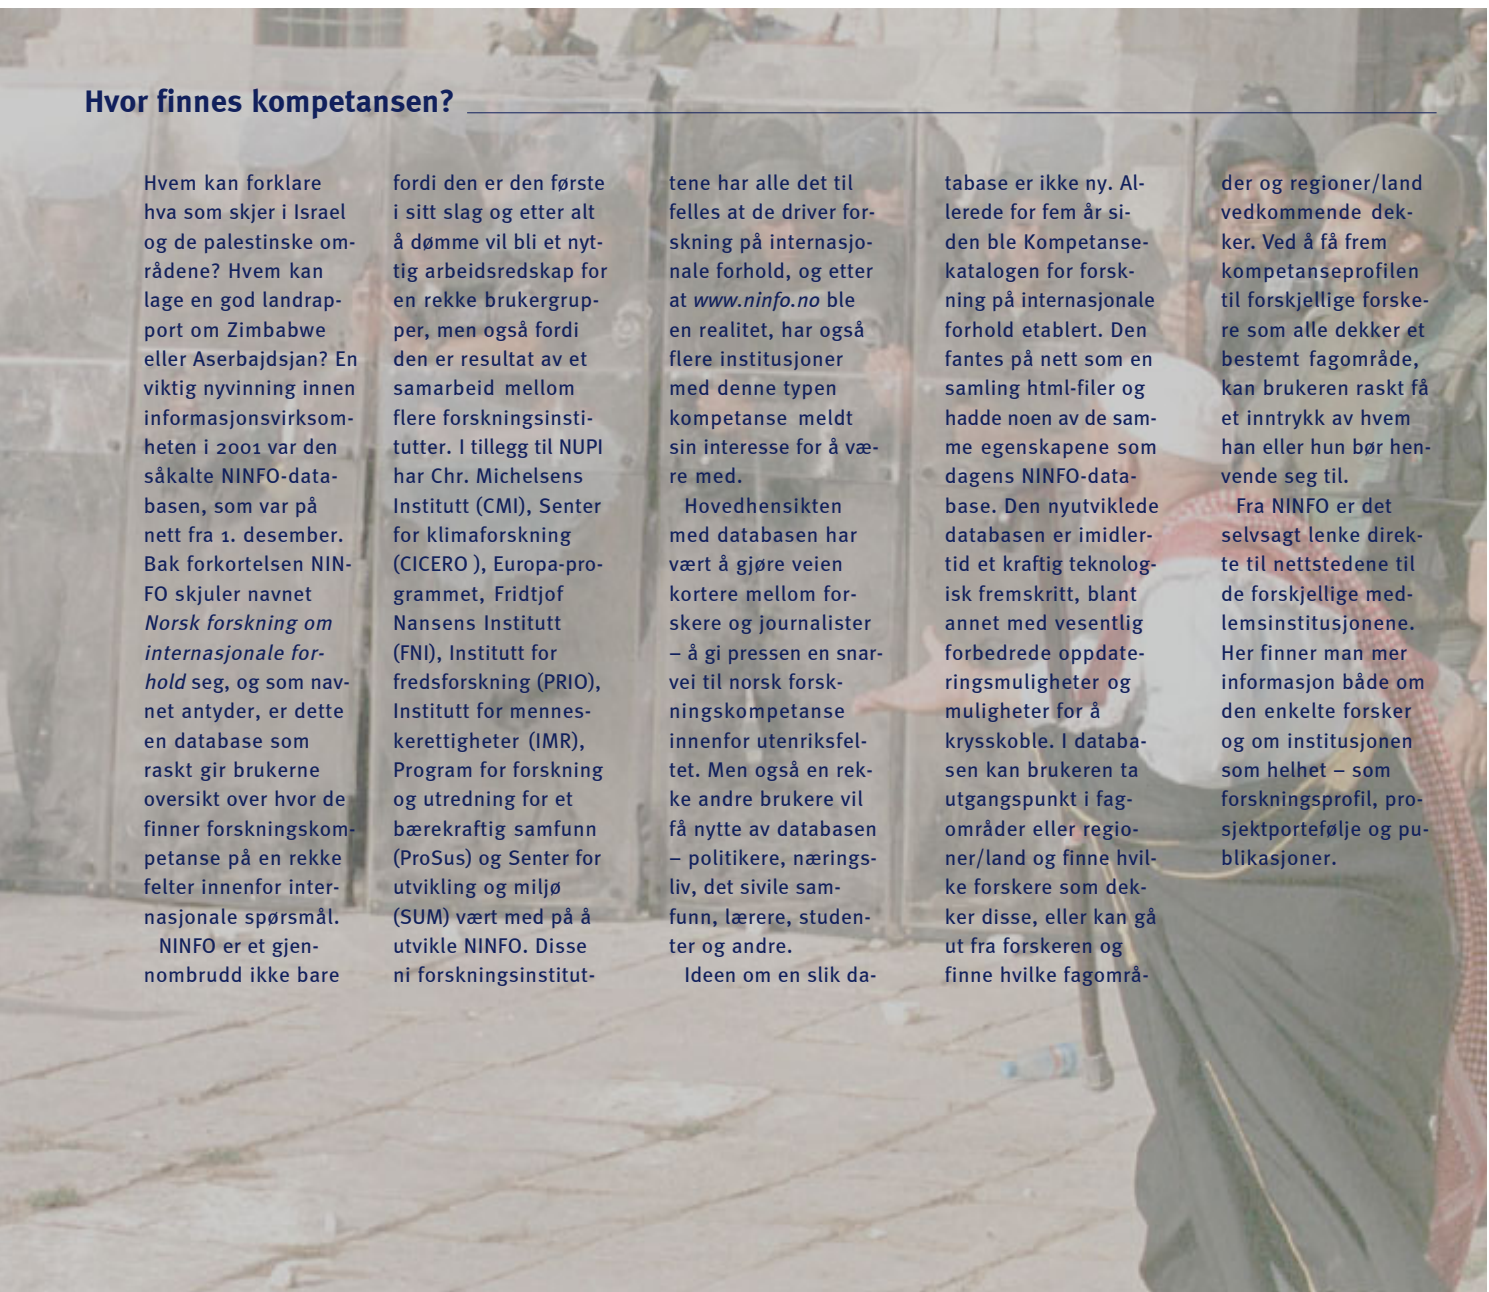 Hvor finnes kompetansen?
Hvem kan forklare
hva som skjer i Israel
og de palestinske om-
rådene? Hvem kan
lage en god landrap-
port om Zimbabwe
eller Aserbajdsjan? En
viktig nyvinning innen
informasjonsvirksom-
heten i 2001 var den
såkalte NINFO-data-
basen, som var på
nett fra 1. desember.
Bak forkortelsen NIN-
FO skjuler navnet
Norsk forskning om
internasjonale for-
hold seg, og som nav-
net antyder, er dette
en database som
raskt gir brukerne
oversikt over hvor de
finner forskningskom-
petanse på en rekke
felter innenfor inter-
nasjonale spørsmål.
NINFO er et gjen-
nombrudd ikke bare
fordi den er den første
i sitt slag og etter alt
å dømme vil bli et nyt-
tig arbeidsredskap for
en rekke brukergrup-
per, men også fordi
den er resultat av et
samarbeid mellom
flere forskningsinsti-
tutter. I tillegg til NUPI
har Chr. Michelsens
Institutt (CMI), Senter
for klimaforskning
(CICERO ), Europa-pro-
grammet, Fridtjof
Nansens Institutt
(FNI), Institutt for
fredsforskning (PRIO),
Institutt for mennes-
kerettigheter (IMR),
Program for forskning
og utredning for et
bærekraftig samfunn
(ProSus) og Senter for
utvikling og miljø
(SUM) vært med på å
utvikle NINFO. Disse
ni forskningsinstitut-
tene har alle det til
felles at de driver for-
skning på internasjo-
nale forhold, og etter
at www.ninfo.no ble
en realitet, har også
flere institusjoner
med denne typen
kompetanse meldt
sin interesse for å væ-
re med.
Hovedhensikten
med databasen har
vært å gjøre veien
kortere mellom for-
skere og journalister
– å gi pressen en snar-
vei til norsk forsk-
ningskompetanse
innenfor utenriksfel-
tet. Men også en rek-
ke andre brukere vil
få nytte av databasen
– politikere, nærings-
liv, det sivile sam-
funn, lærere, studen-
ter og andre.
Ideen om en slik da-
tabase er ikke ny. Al-
lerede for fem år si-
den ble Kompetanse-
katalogen for forsk-
ning på internasjonale
forhold etablert. Den
fantes på nett som en
samling html-filer og
hadde noen av de sam-
me egenskapene som
dagens NINFO-data-
base. Den nyutviklede
databasen er imidler-
tid et kraftig teknolog-
isk fremskritt, blant
annet med vesentlig
forbedrede oppdate-
ringsmuligheter og
muligheter for å
krysskoble. I databa-
sen kan brukeren ta
utgangspunkt i fag-
områder eller regio-
ner/land og finne hvil-
ke forskere som dek-
ker disse, eller kan gå
ut fra forskeren og
finne hvilke fagområ-
der og regioner/land
vedkommende dek-
ker. Ved å få frem
kompetanseprofilen
til forskjellige forske-
re som alle dekker et
bestemt fagområde,
kan brukeren raskt få
et inntrykk av hvem
han eller hun bør hen-
vende seg til.
Fra NINFO er det
selvsagt lenke direk-
te til nettstedene til
de forskjellige med-
lemsinstitusjonene.
Her finner man mer
informasjon både om
den enkelte forsker
og om institusjonen
som helhet – som
forskningsprofil, pro-
sjektportefølje og pu-
blikasjoner.